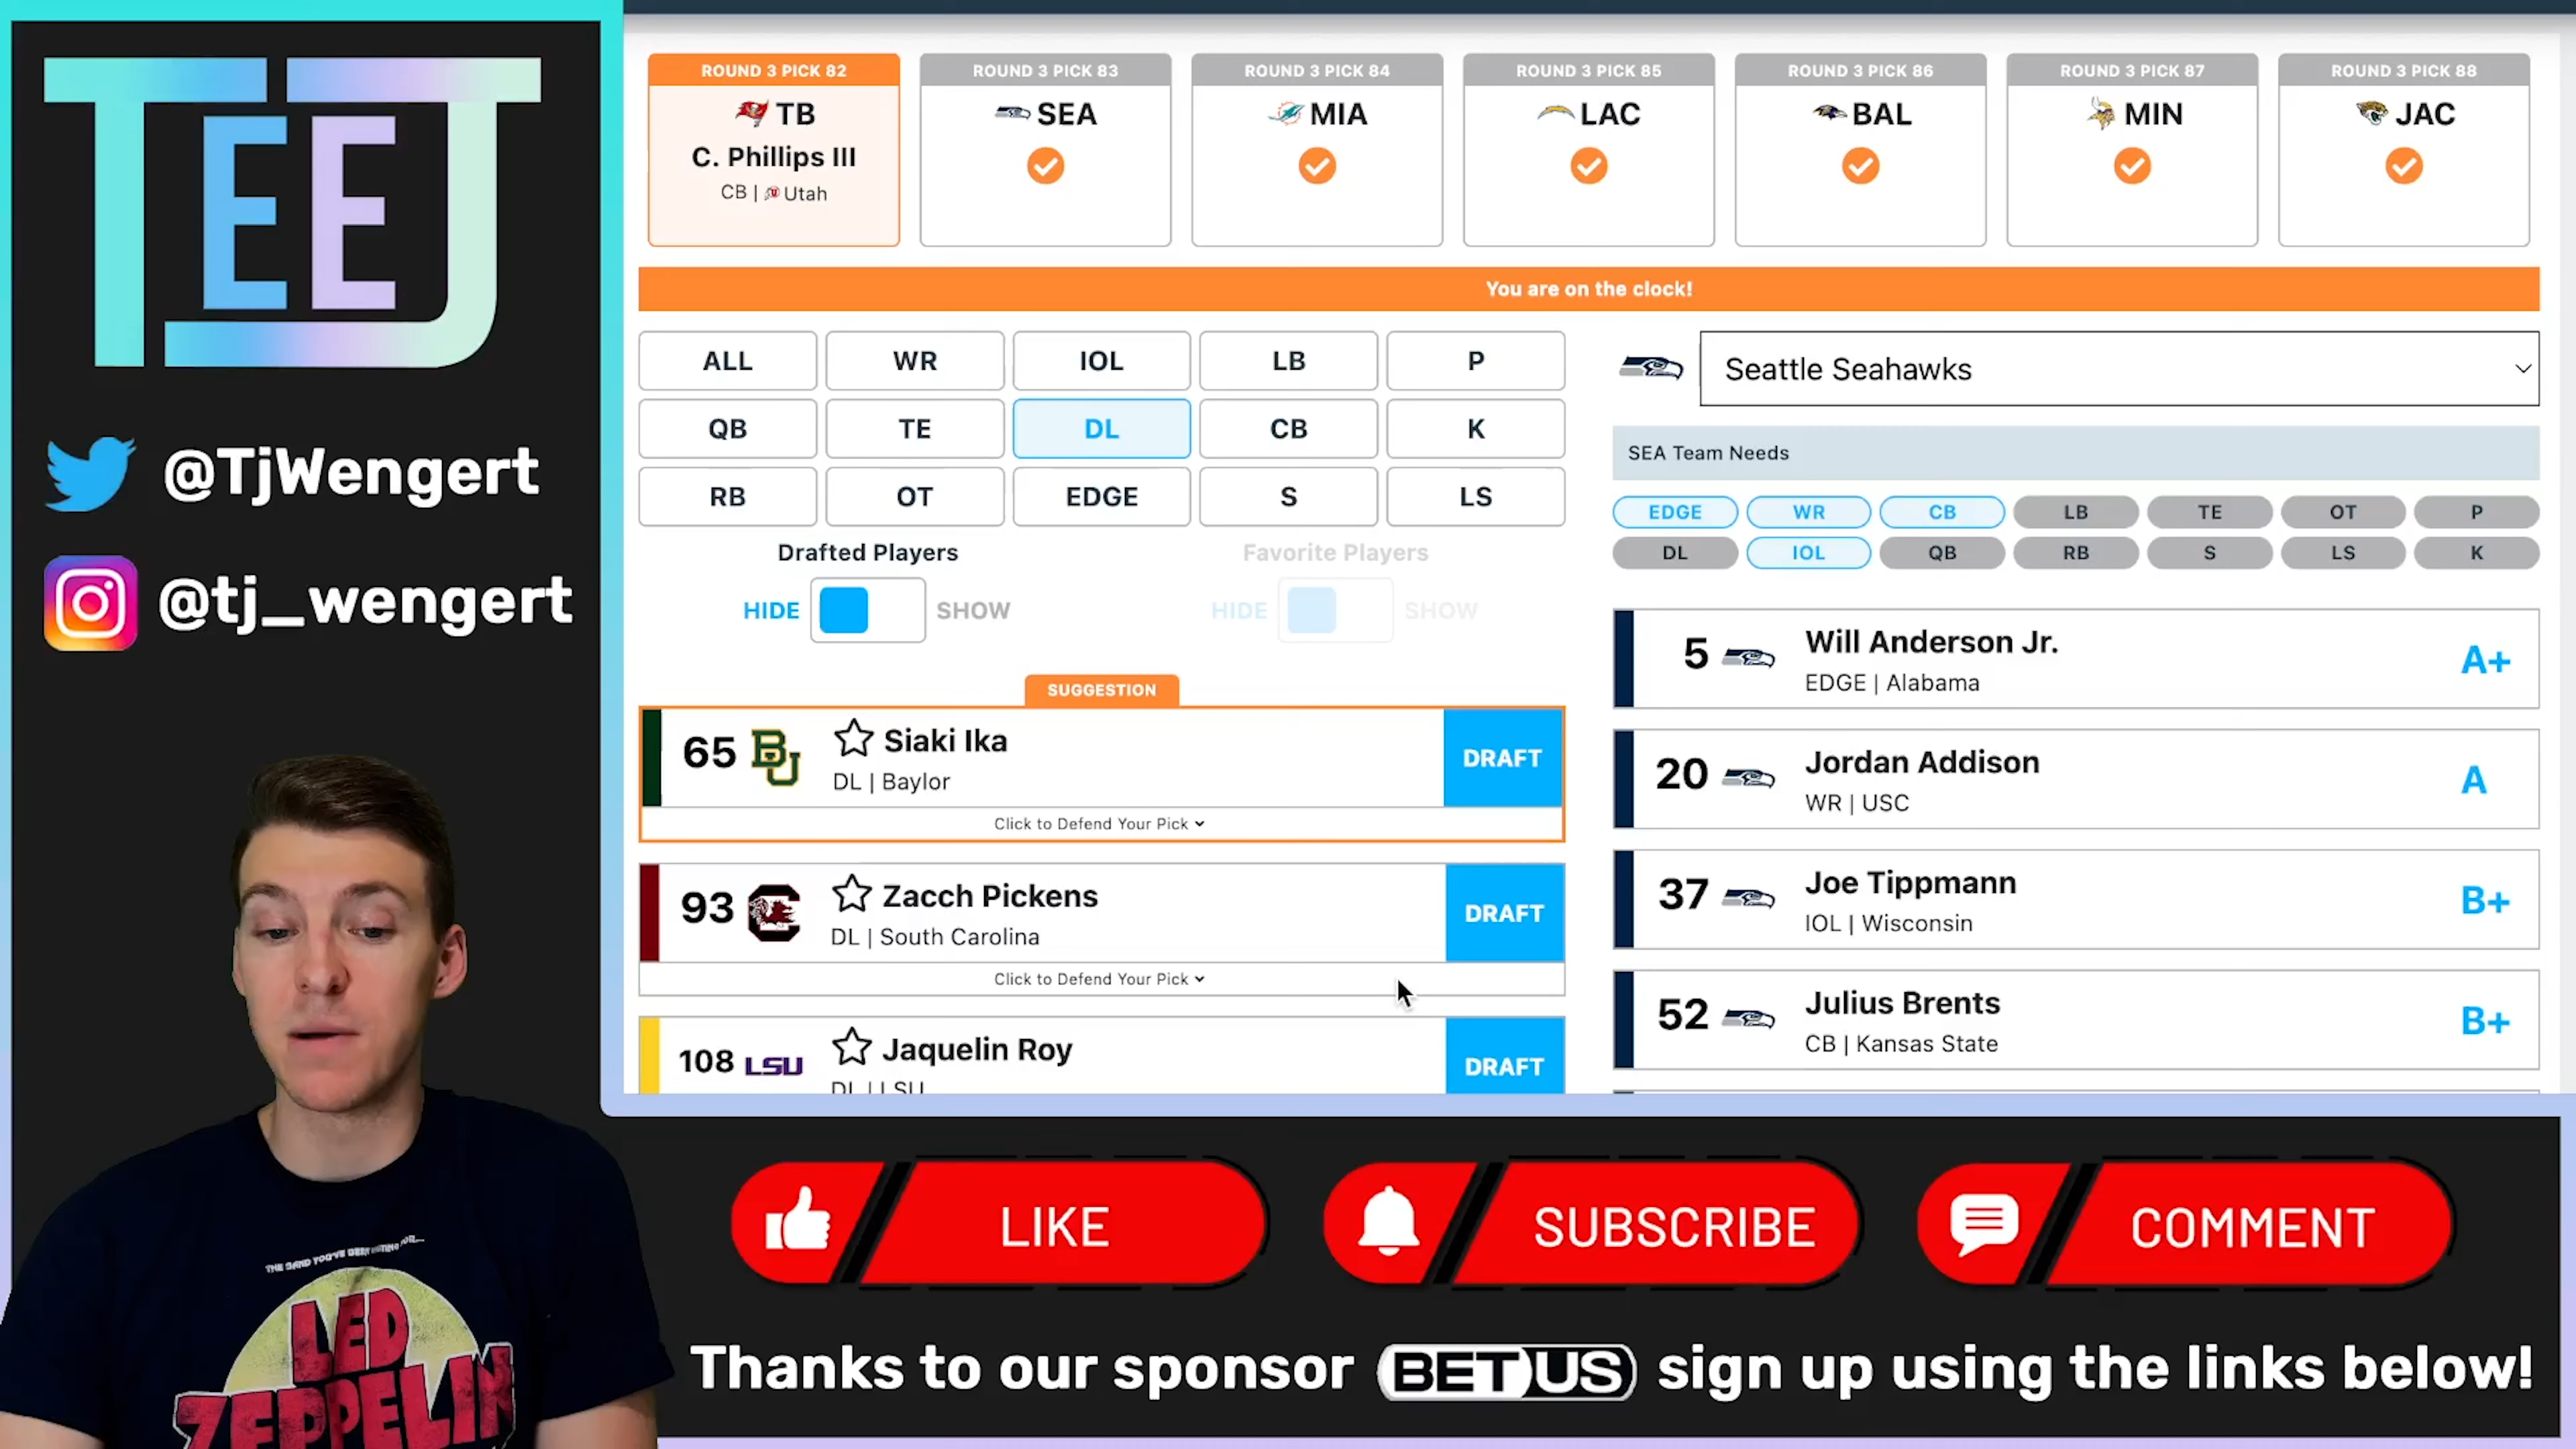 TEEJ
@TjWengert
@tj_wengert
ROUND 3 PICK 82
TB
C. Phillips III
CB | Utah
ROUND 3 PICK 83
SEA
ROUND 3 PICK 84
MIA
ROUND 3 PICK 85
LAC
ROUND 3 PICK 86
BAL
ROUND 3 PICK 87
MIN
ROUND 3 PICK 88
JAC
You are on the clock!
ALL WR IOL LB P
QB TE DL CB K
RB OT EDGE S LS
Drafted Players
HIDE SHOW
Favorite Players
HIDE SHOW
SUGGESTION
65 BU Siaki Ika
DL | Baylor
DRAFT
Click to Defend Your Pick
93 Zacch Pickens
DL | South Carolina
DRAFT
Click to Defend Your Pick
108 LSU Jaquelin Roy
DL | LSU
DRAFT
Seattle Seahawks
SEA Team Needs
EDGE WR CB LB TE OT P
DL IOL QB RB S LS K
5 Will Anderson Jr.
EDGE | Alabama
A+
20 Jordan Addison
WR | USC
A
37 Joe Tippmann
IOL | Wisconsin
B+
52 Julius Brents
CB | Kansas State
B+
LED
ZEPPELIN
LIKE
SUBSCRIBE
COMMENT
Thanks to our sponsor BETUS sign up using the links below!